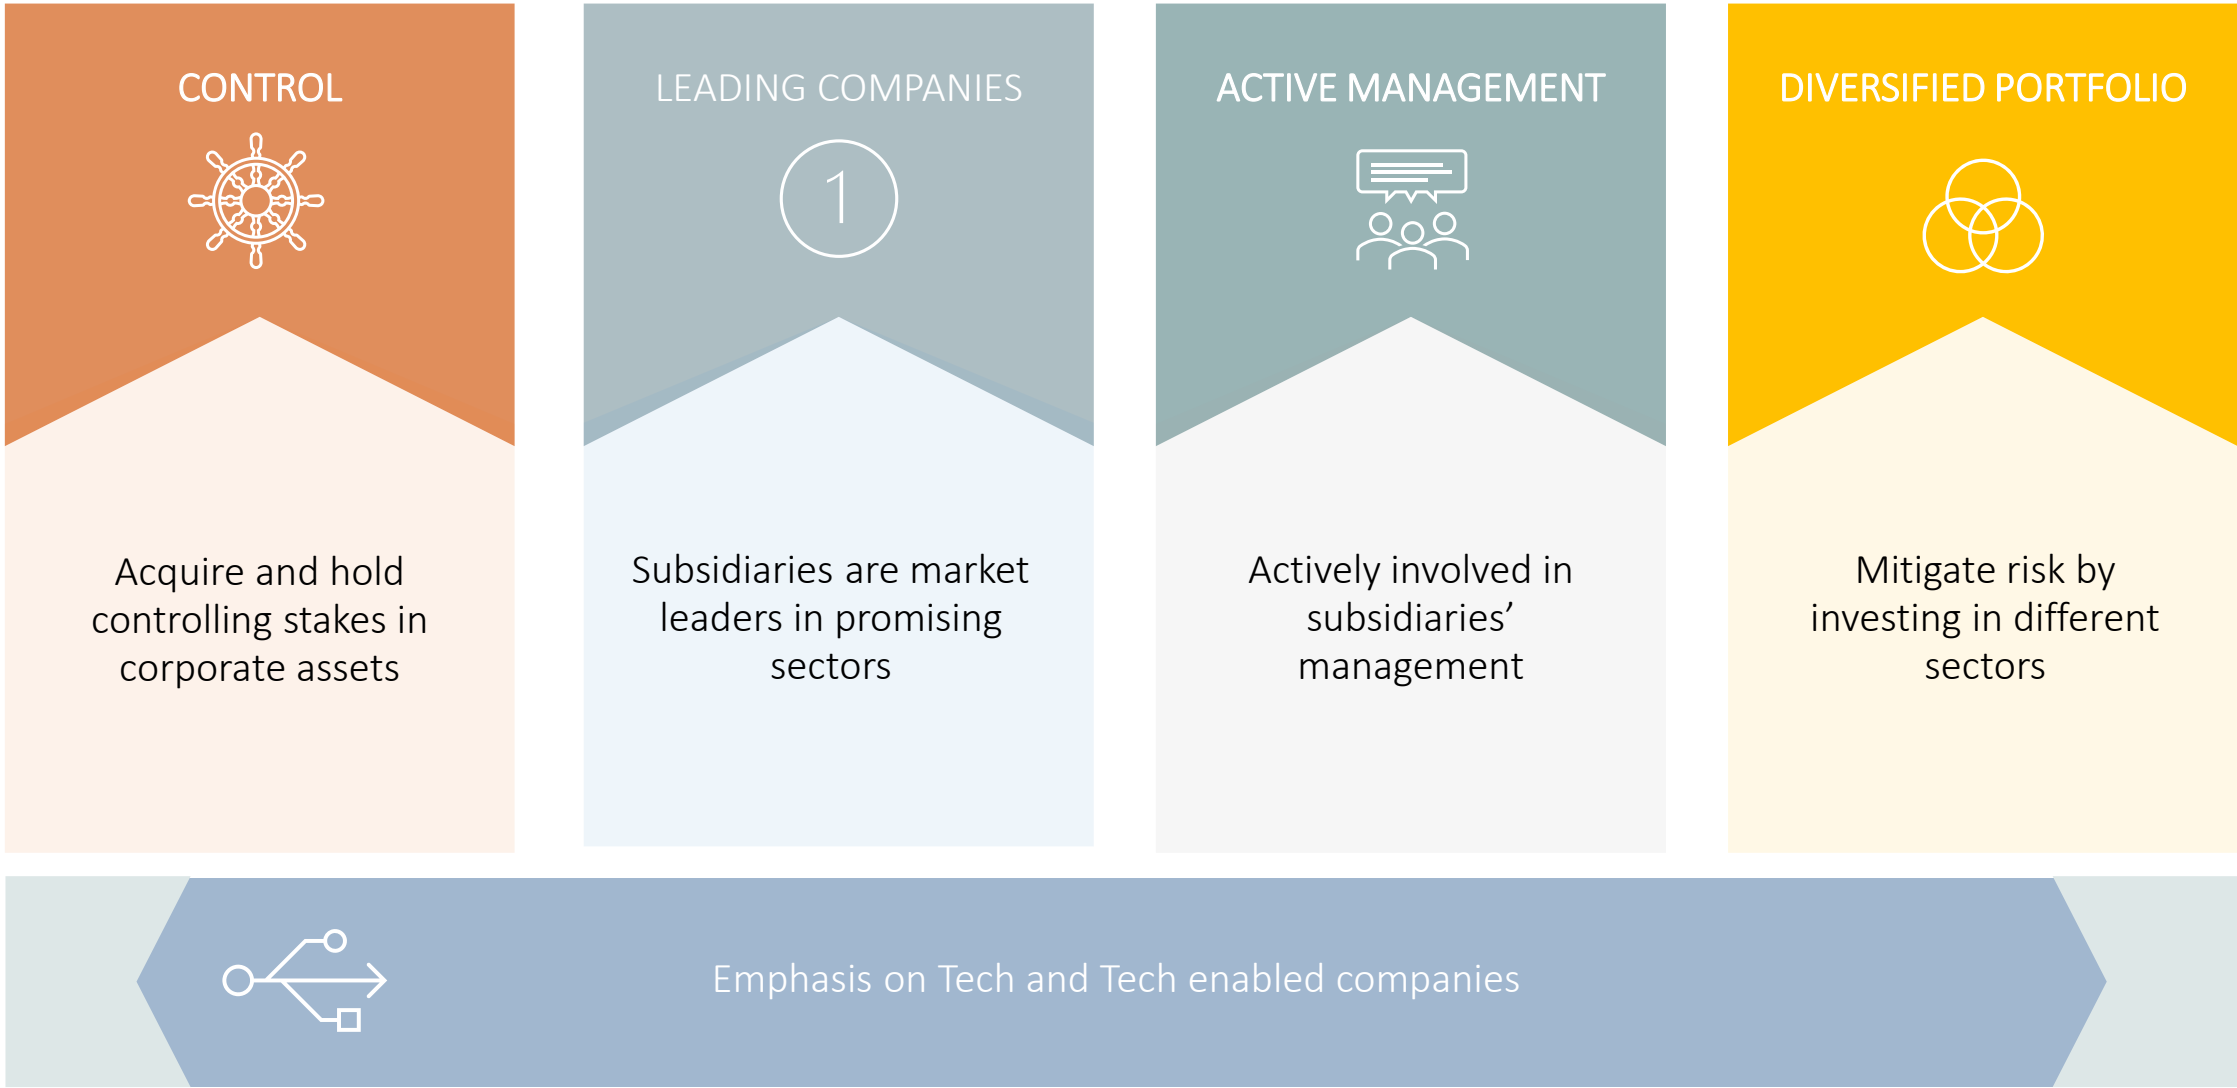 CONTROL
Acquire and hold
controlling stakes in
corporate assets
LEADING COMPANIES
1
Subsidiaries are market
leaders in promising
sectors
ACTIVE MANAGEMENT
Actively involved in
subsidiaries’
management
DIVERSIFIED PORTFOLIO
Mitigate risk by
investing in different
sectors
Emphasis on Tech and Tech enabled companies